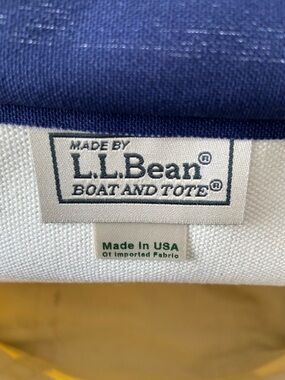 MADE BY
L.L.Bean®
BOAT AND TOTE®
Made in USA
Of Imported Fabric